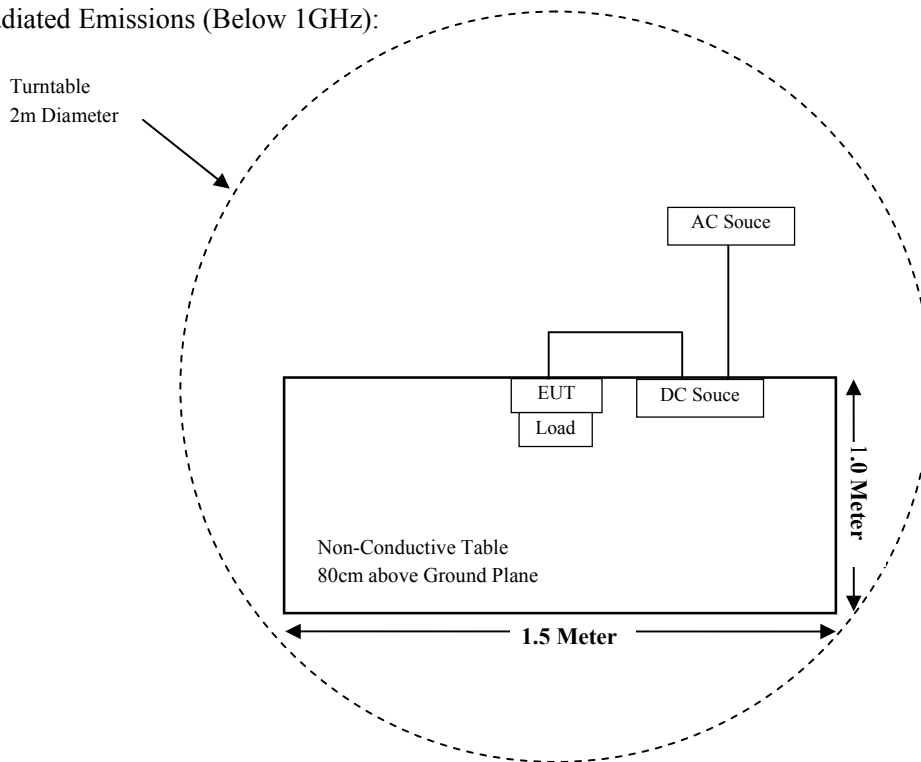 diated Emissions (Below 1GHz):
Turntable
2m Diameter
AC Souce
EUT
DC Souce
Load
1.0 Meter
Non-Conductive Table
80cm above Ground Plane
1.5 Meter